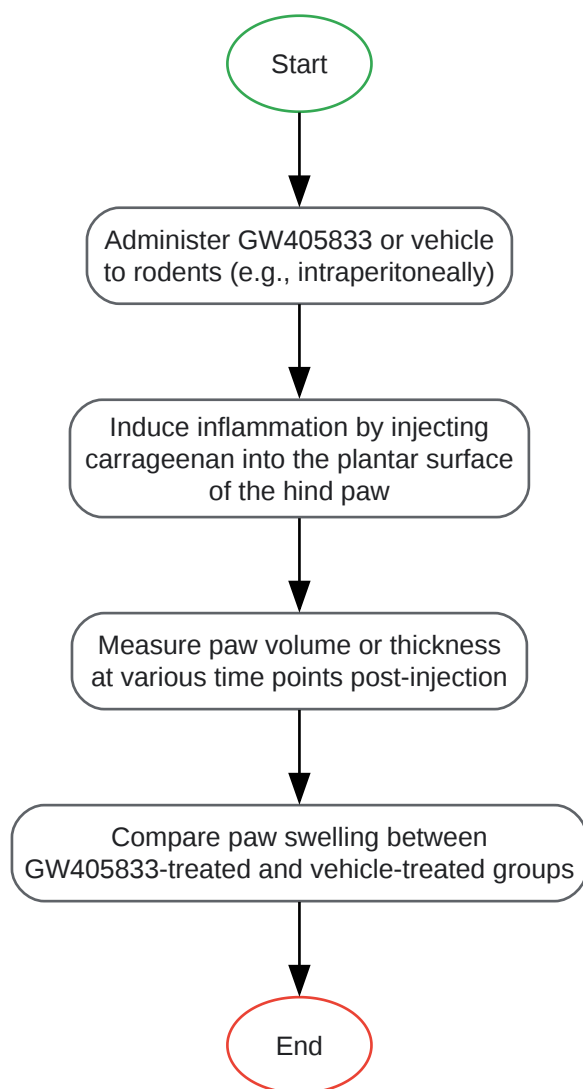 Start
Administer GW405833 or vehicle
to rodents (e.g., intraperitoneally)
Induce inflammation by injecting
carrageenan into the plantar surface
of the hind paw
Measure paw volume or thickness
at various time points post-injection
Compare paw swelling between
GW405833-treated and vehicle-treated groups
End